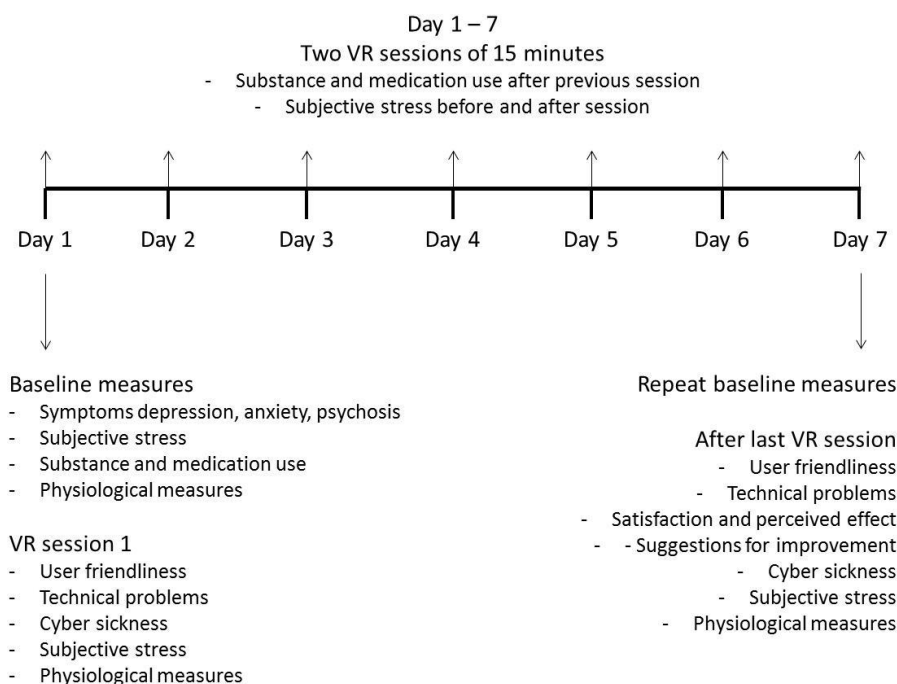 Day 1 – 7
Two VR sessions of 15 minutes
- Substance and medication use after previous session
- Subjective stress before and after session
Day 1 Day 2 Day 3 Day 4 Day 5 Day 6 Day 7
Baseline measures
- Symptoms depression, anxiety, psychosis
- Subjective stress
- Substance and medication use
- Physiological measures
VR session 1
- User friendliness
- Technical problems
- Cyber sickness
- Subjective stress
- Physiological measures
Repeat baseline measures
After last VR session
- User friendliness
- Technical problems
- Satisfaction and perceived effect
- - Suggestions for improvement
- Cyber sickness
- Subjective stress
- Physiological measures